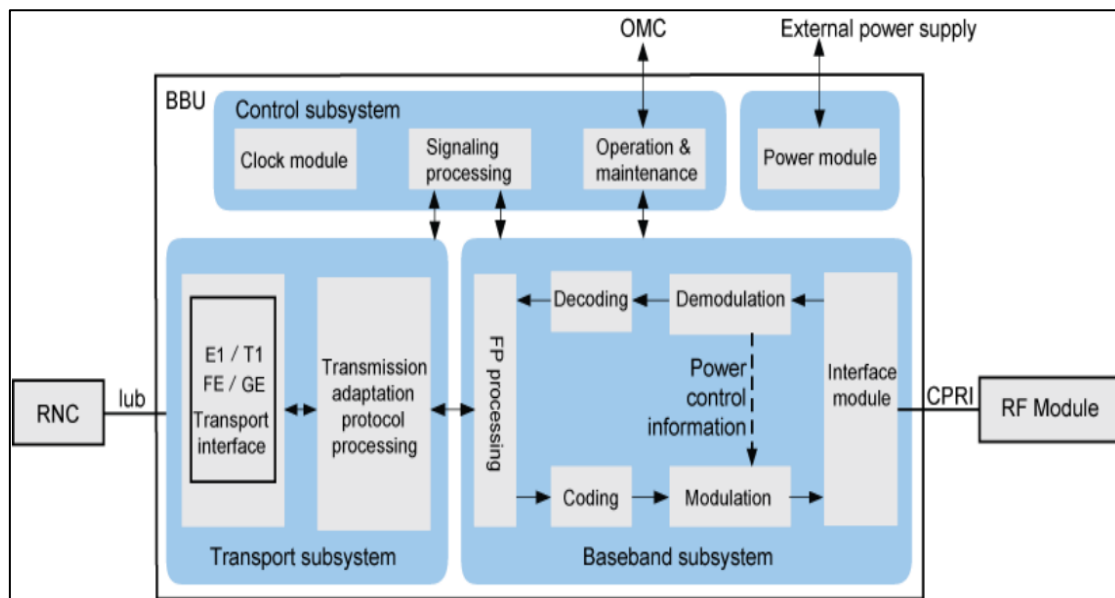 OMC
External power supply
BBU
Control subsystem
Clock module
Signaling
processing
Operation &
maintenance
Power module
E1 / T1
FE / GE
Transport
interface
Transmission
adaptation
protocol
processing
FP processing
Decoding
Demodulation
Power
control
information
Coding
Modulation
Interface
module
RNC
Iub
CPRI
RF Module
Transport subsystem
Baseband subsystem